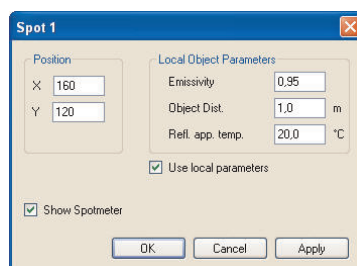 Spot 1
Position
X 160
Y 120
Local Object Parameters
Emissivity 0,95
Object Dist. 1,0 m
Refl. app. temp. 20,0 °C
Use local parameters
Show Spotmeter
OK Cancel Apply